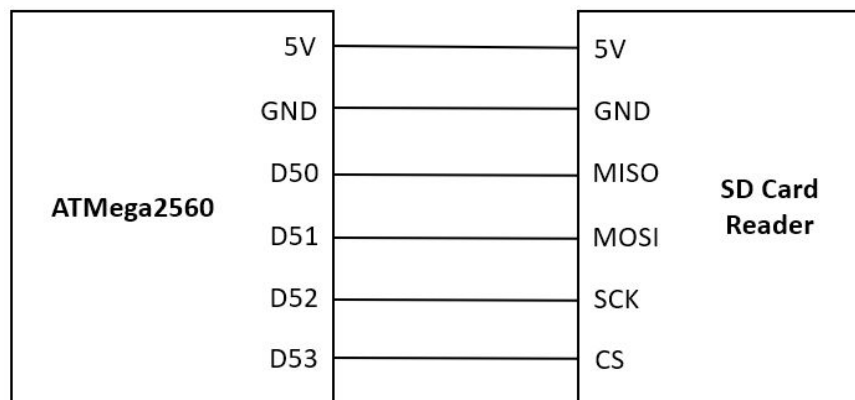 5V
GND
D50
D51
D52
D53
ATMega2560
5V
GND
MISO
MOSI
SCK
CS
SD Card
Reader